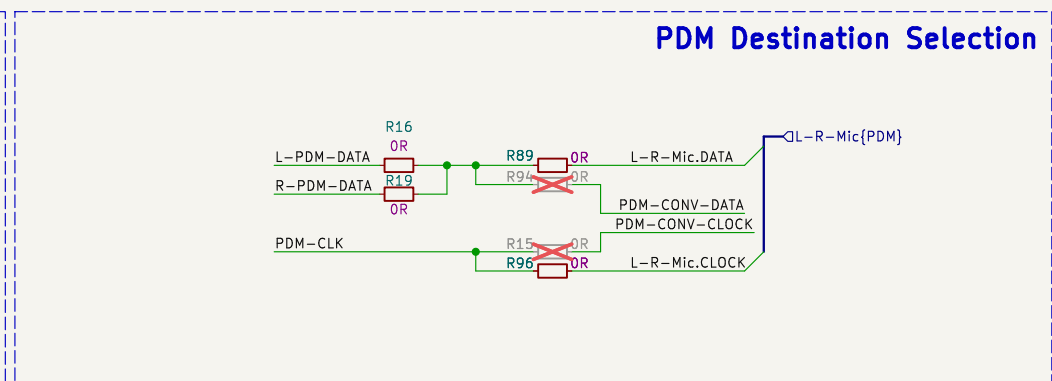 PDM Destination Selection
R16
0R
L-PDM-DATA
R19
R-PDM-DATA
0R
R89
0R
L-R-Mic.DATA
R94
0R
PDM-CONV-DATA
PDM-CONV-CLOCK
PDM-CLK
R15
0R
R96
0R
L-R-Mic.CLOCK
L-R-Mic{PDM}